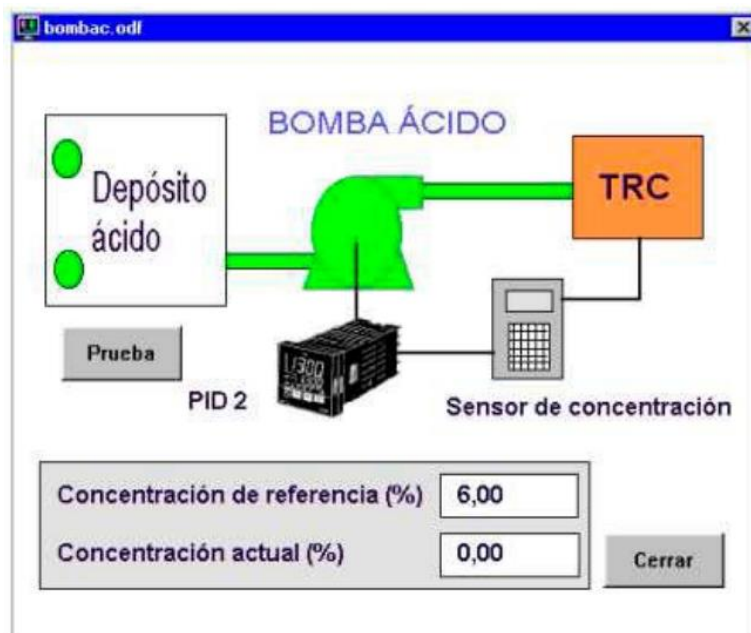 bombac.odf
BOMBA ÁCIDO
Depósito
ácido
TRC
Prueba
PID 2
Sensor de concentración
Concentración de referencia (%) 6,00
Concentración actual (%) 0,00
Cerrar